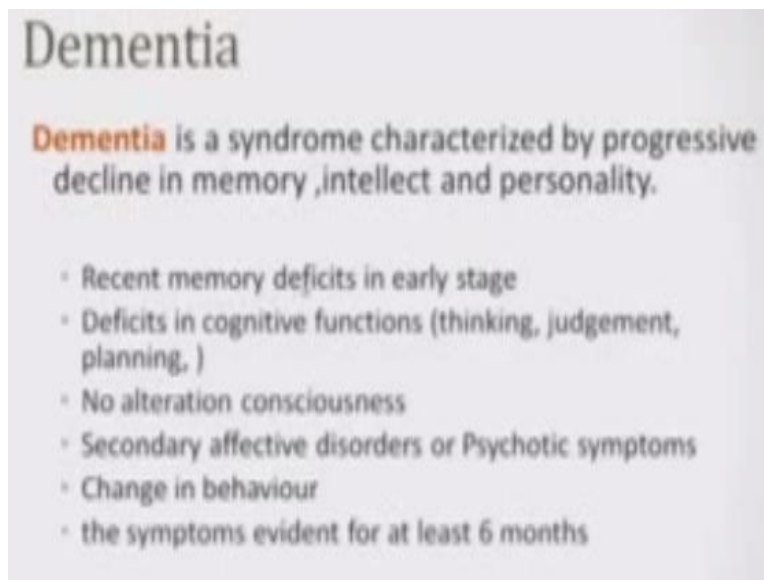 Dementia
Dementia is a syndrome characterized by progressive
decline in memory ,intellect and personality.
• Recent memory deficits in early stage
• Deficits in cognitive functions (thinking, judgement,
planning, )
• No alteration consciousness
• Secondary affective disorders or Psychotic symptoms
• Change in behaviour
• the symptoms evident for at least 6 months